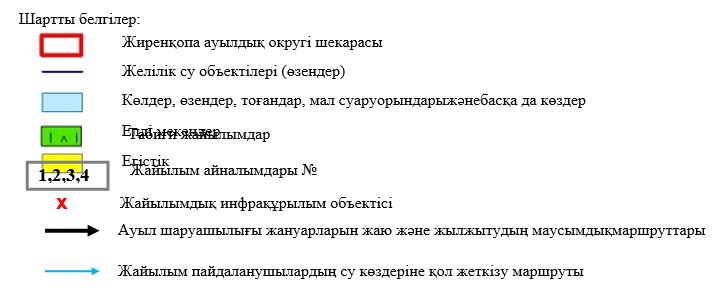 Шартты белгілер:
Жиренқопа ауылдық округі шекарасы
Желілік су объектілері (өзендер)
Көлдер, өзендер, тоғандар, мал суаруорындарыжәнебасқа да көздер
Елді мекендер
Табиғи жайылымдар
Егістік
1,2,3,4 Жайылым айналымдары №
X Жайылымдық инфрақұрылым объектісі
Ауыл шаруашылығы жануарларын жаю және жылжытудың маусымдықмаршруттары
Жайылым пайдаланушылардың су көздеріне қол жеткізу маршруты